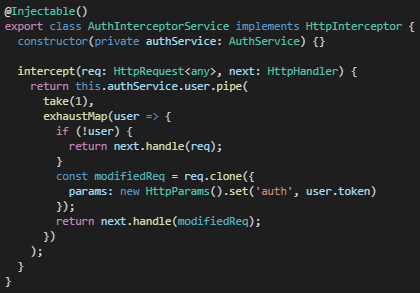 @Injectable()
export class AuthInterceptorService implements HttpInterceptor {
  constructor(private authService: AuthService) {}

  intercept(req: HttpRequest<any>, next: HttpHandler) {
    return this.authService.user.pipe(
      take(1),
      exhaustMap(user => {
        if (!user) {
          return next.handle(req);
        }
        const modifiedReq = req.clone({
          params: new HttpParams().set('auth', user.token)
        });
        return next.handle(modifiedReq);
      })
    );
  }
}